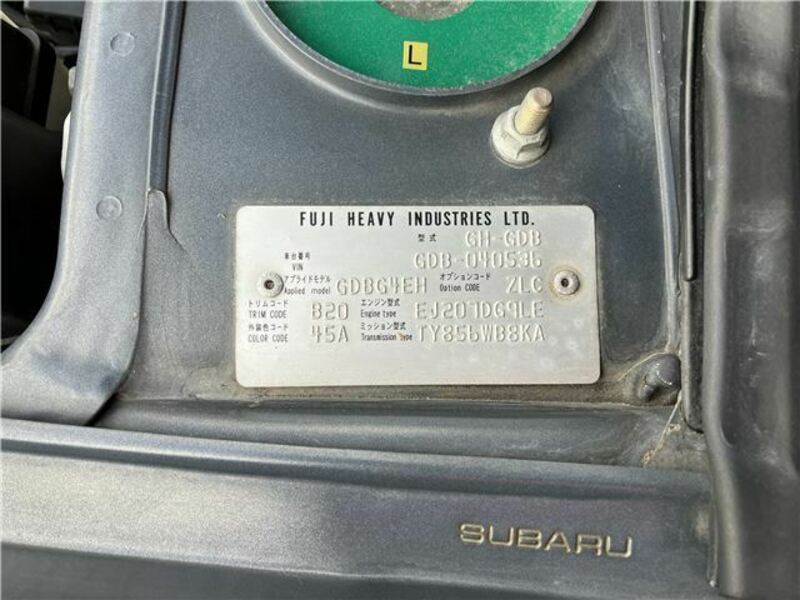 L
FUJI HEAVY INDUSTRIES LTD.
型式 GH-GDB
車台番号 VIN GDB-040536
アプライドモデル Applied model GDBG4EH オプションコード Option CODE ZLC
トリムコード TRIM CODE B20 エンジン型式 Engine type EJ207DG9LE
外装色コード COLOR CODE 45A ミッション型式 Transmission type TY856WB8KA
SUBARU